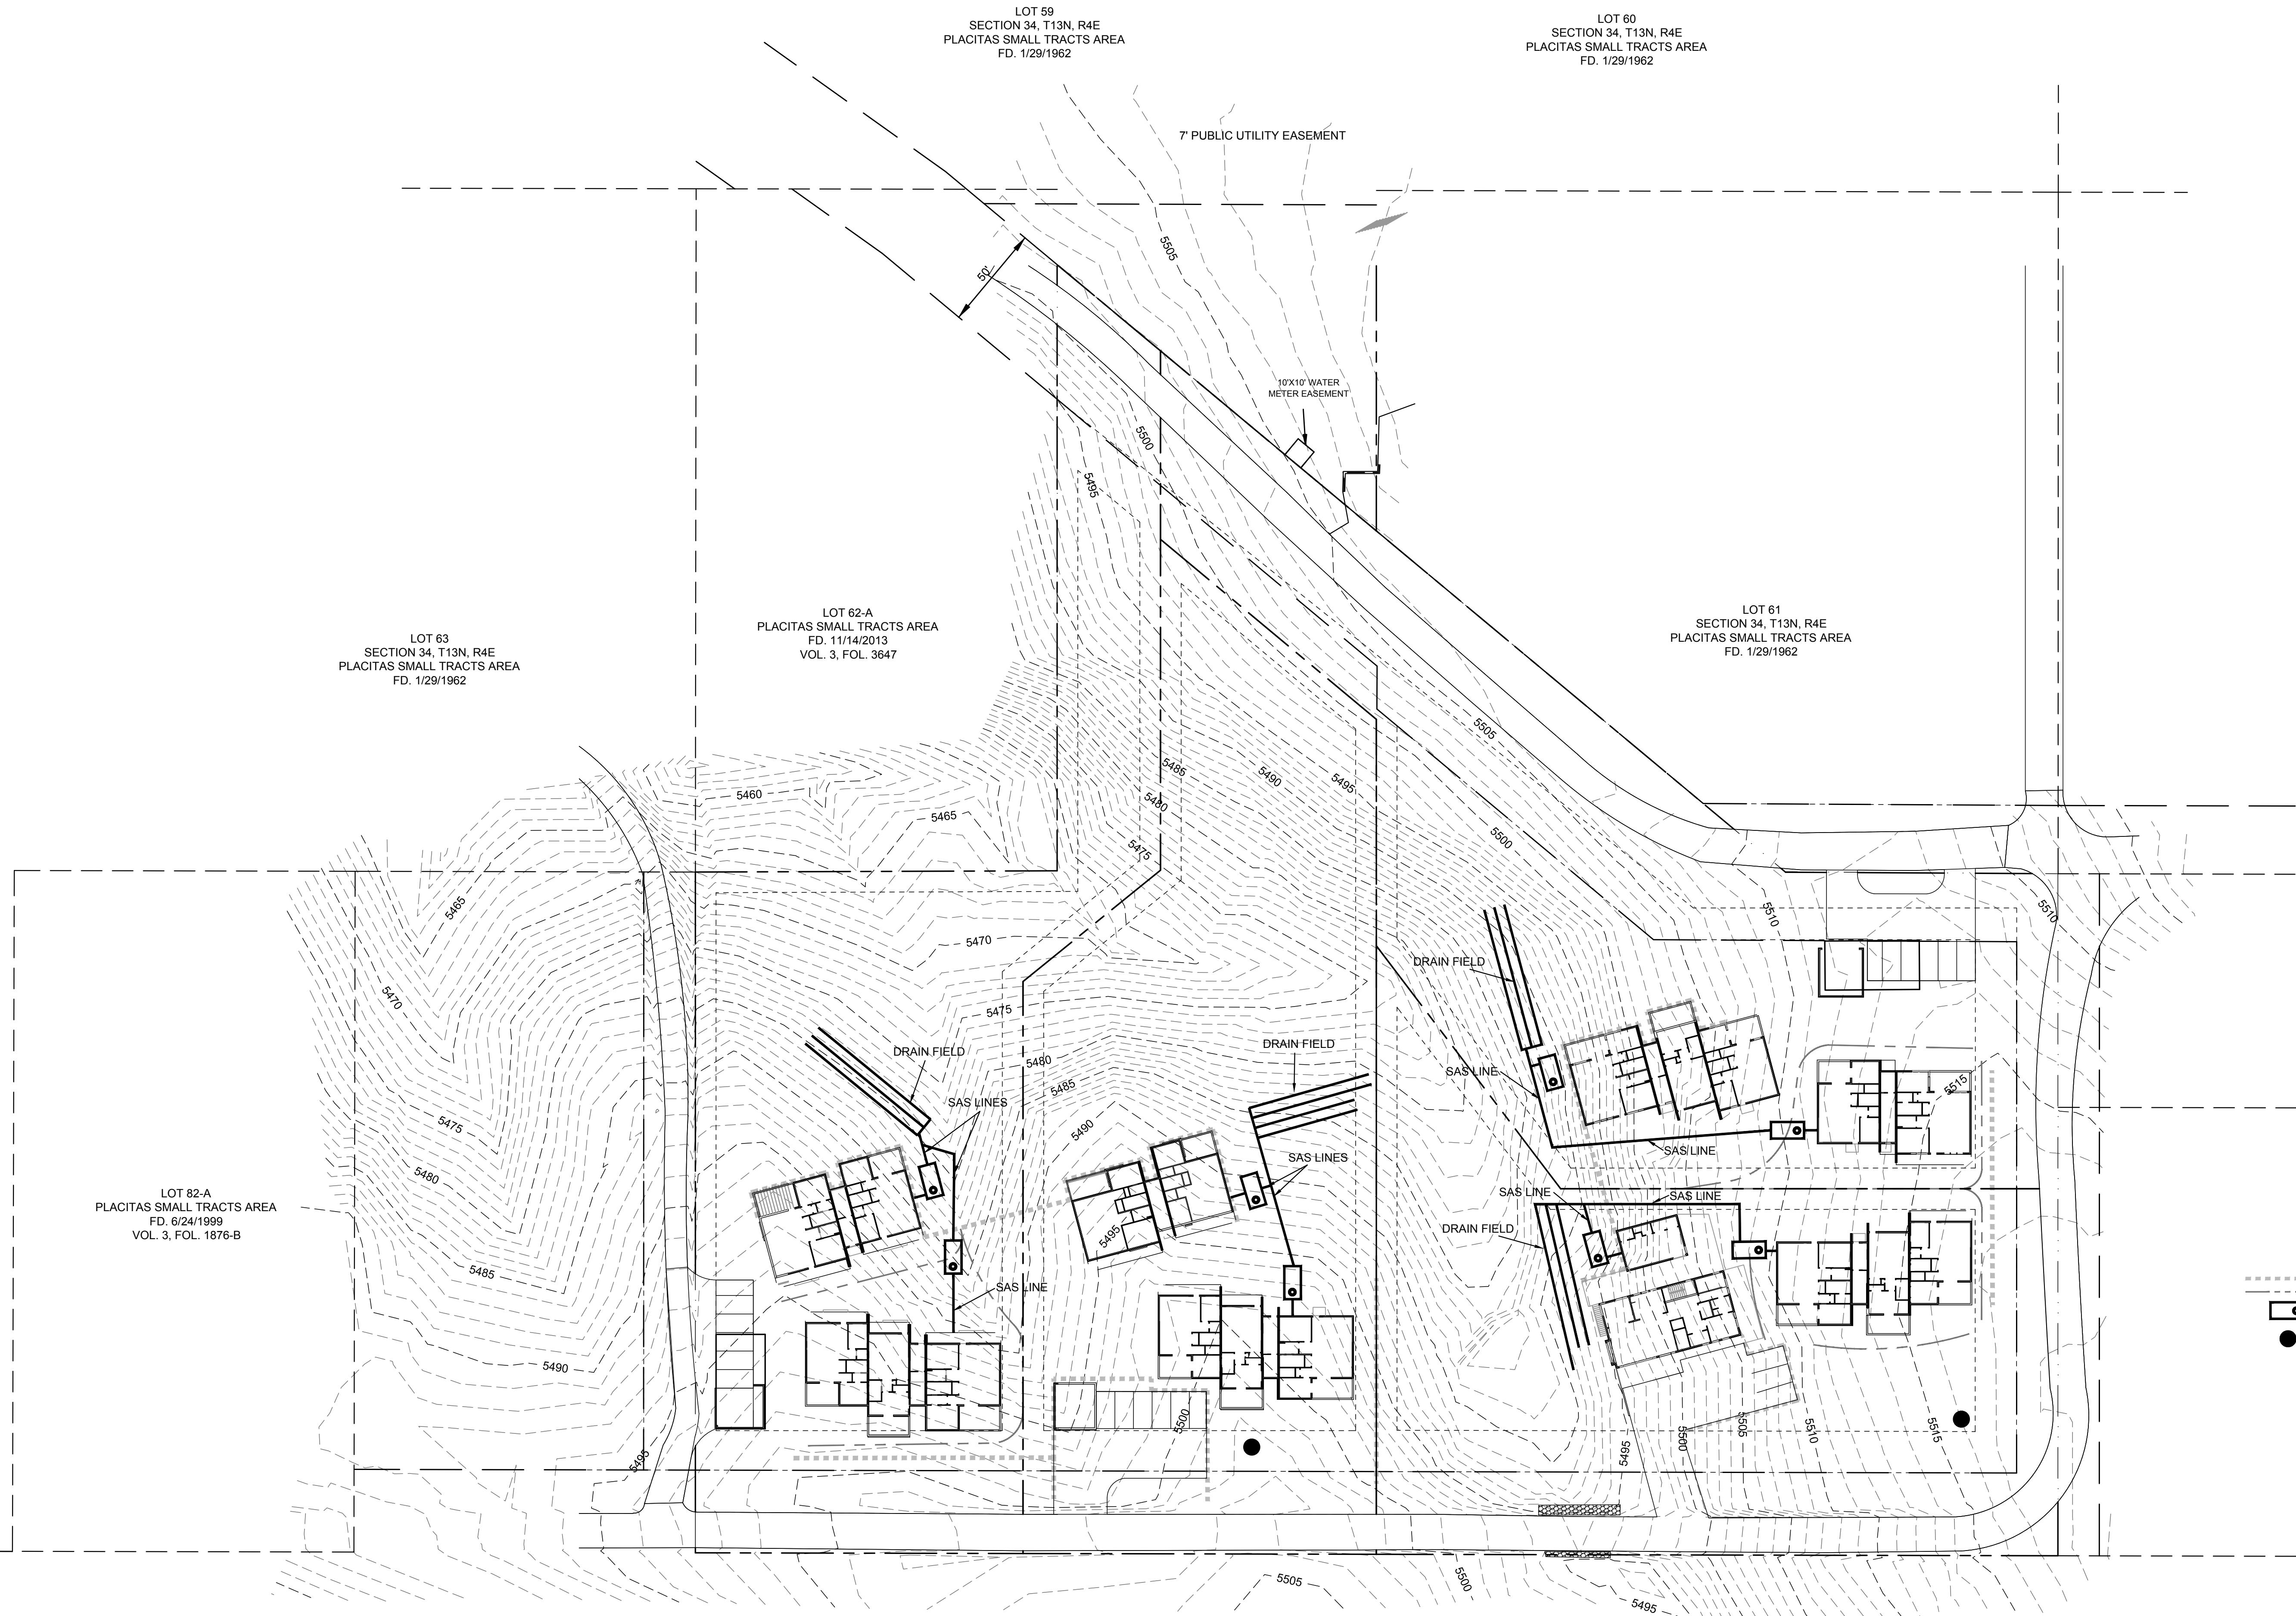 LOT 59
SECTION 34, T13N, R4E
PLACITAS SMALL TRACTS AREA
FD. 1/29/1962
LOT 60
SECTION 34, T13N, R4E
PLACITAS SMALL TRACTS AREA
FD. 1/29/1962
7' PUBLIC UTILITY EASEMENT
5505
50'
10'X10' WATER
METER EASEMENT
5500
5495
LOT 63
SECTION 34, T13N, R4E
PLACITAS SMALL TRACTS AREA
FD. 1/29/1962
LOT 62-A
PLACITAS SMALL TRACTS AREA
FD. 11/14/2013
VOL. 3, FOL. 3647
LOT 61
SECTION 34, T13N, R4E
PLACITAS SMALL TRACTS AREA
FD. 1/29/1962
5505
5485
5490
5495
5460
5480
5465
5500
5475
5465
5510
5510
5470
DRAIN FIELD
5470
5475
DRAIN FIELD
DRAIN FIELD
5480
SAS LINE
5485
5515
SAS LINES
5475
5490
SAS LINE
SAS LINES
5480
LOT 82-A
PLACITAS SMALL TRACTS AREA
FD. 6/24/1999
VOL. 3, FOL. 1876-B
SAS LINE
SAS LINE
DRAIN FIELD
5495
5485
SAS LINE
5490
5500
5495
5495
5500
5505
5510
5515
5505
5500
5495